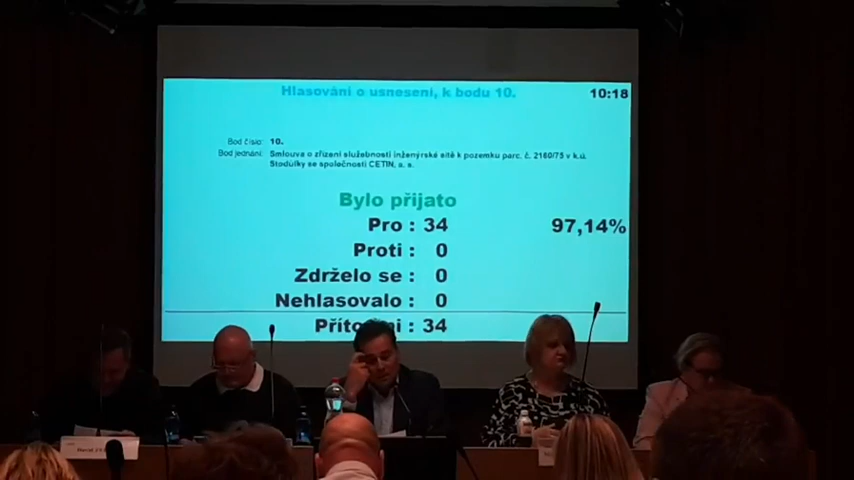 Hlasování o usnesení, k bodu 10.
10:18
Bod číslo: 10.
Bod jednání: Smlouva o zřízení služebnosti inženýrské sítě k pozemku parc. č. 2160/75 v k.ú.
Stodůlky se společností CETIN, a. s.
Bylo přijato
Pro : 34 97,14%
Proti : 0
Zdrželo se : 0
Nehlasovalo : 0
: 34